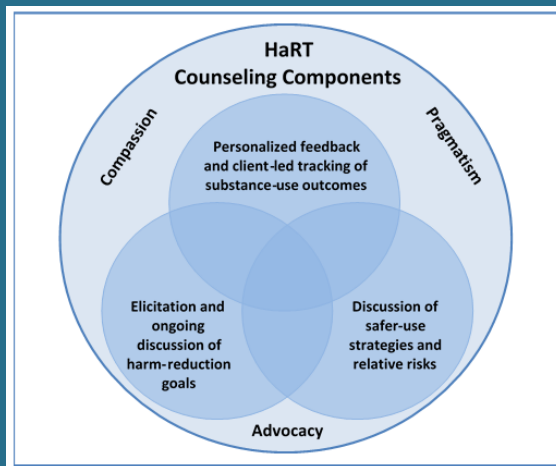 HaRT
Counseling Components
Compassion
Pragmatism
Personalized feedback
and client-led tracking of
substance-use outcomes
Elicitation and
ongoing
discussion of
harm-reduction
goals
Discussion of
safer-use
strategies and
relative risks
Advocacy